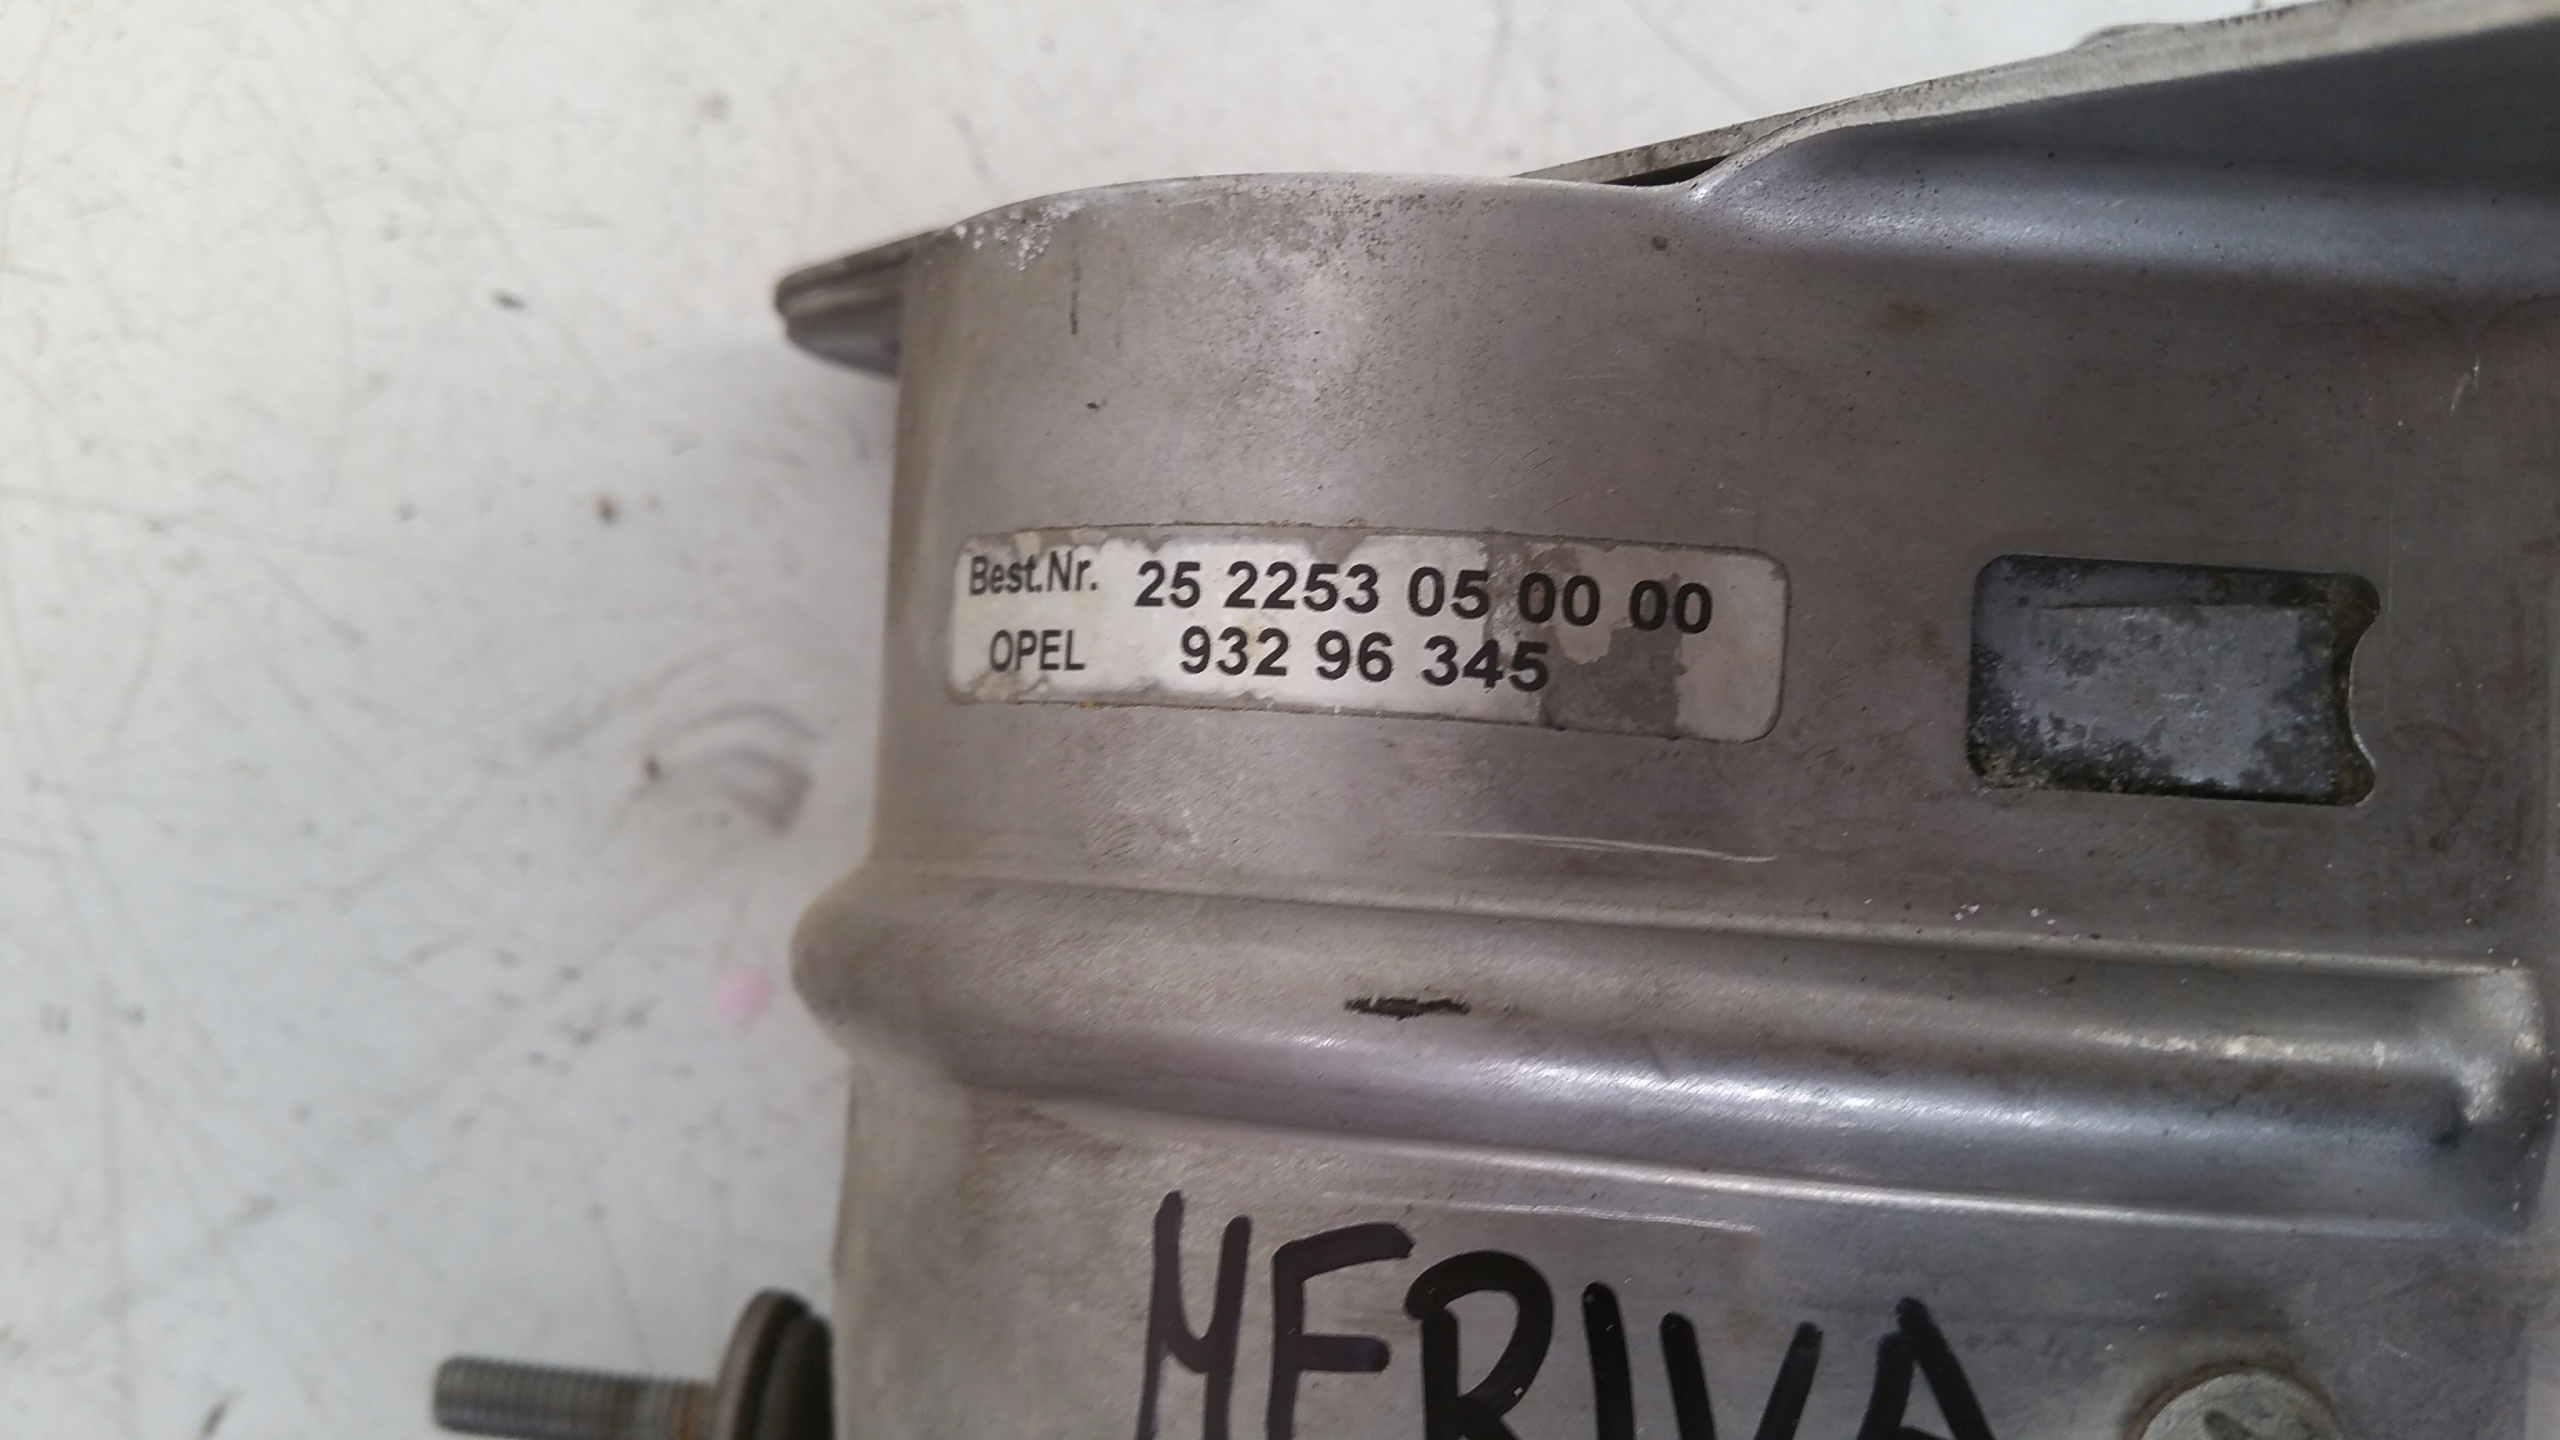 Best.Nr. 25 2253 05 00 00
OPEL 932 96 345
MERIVA